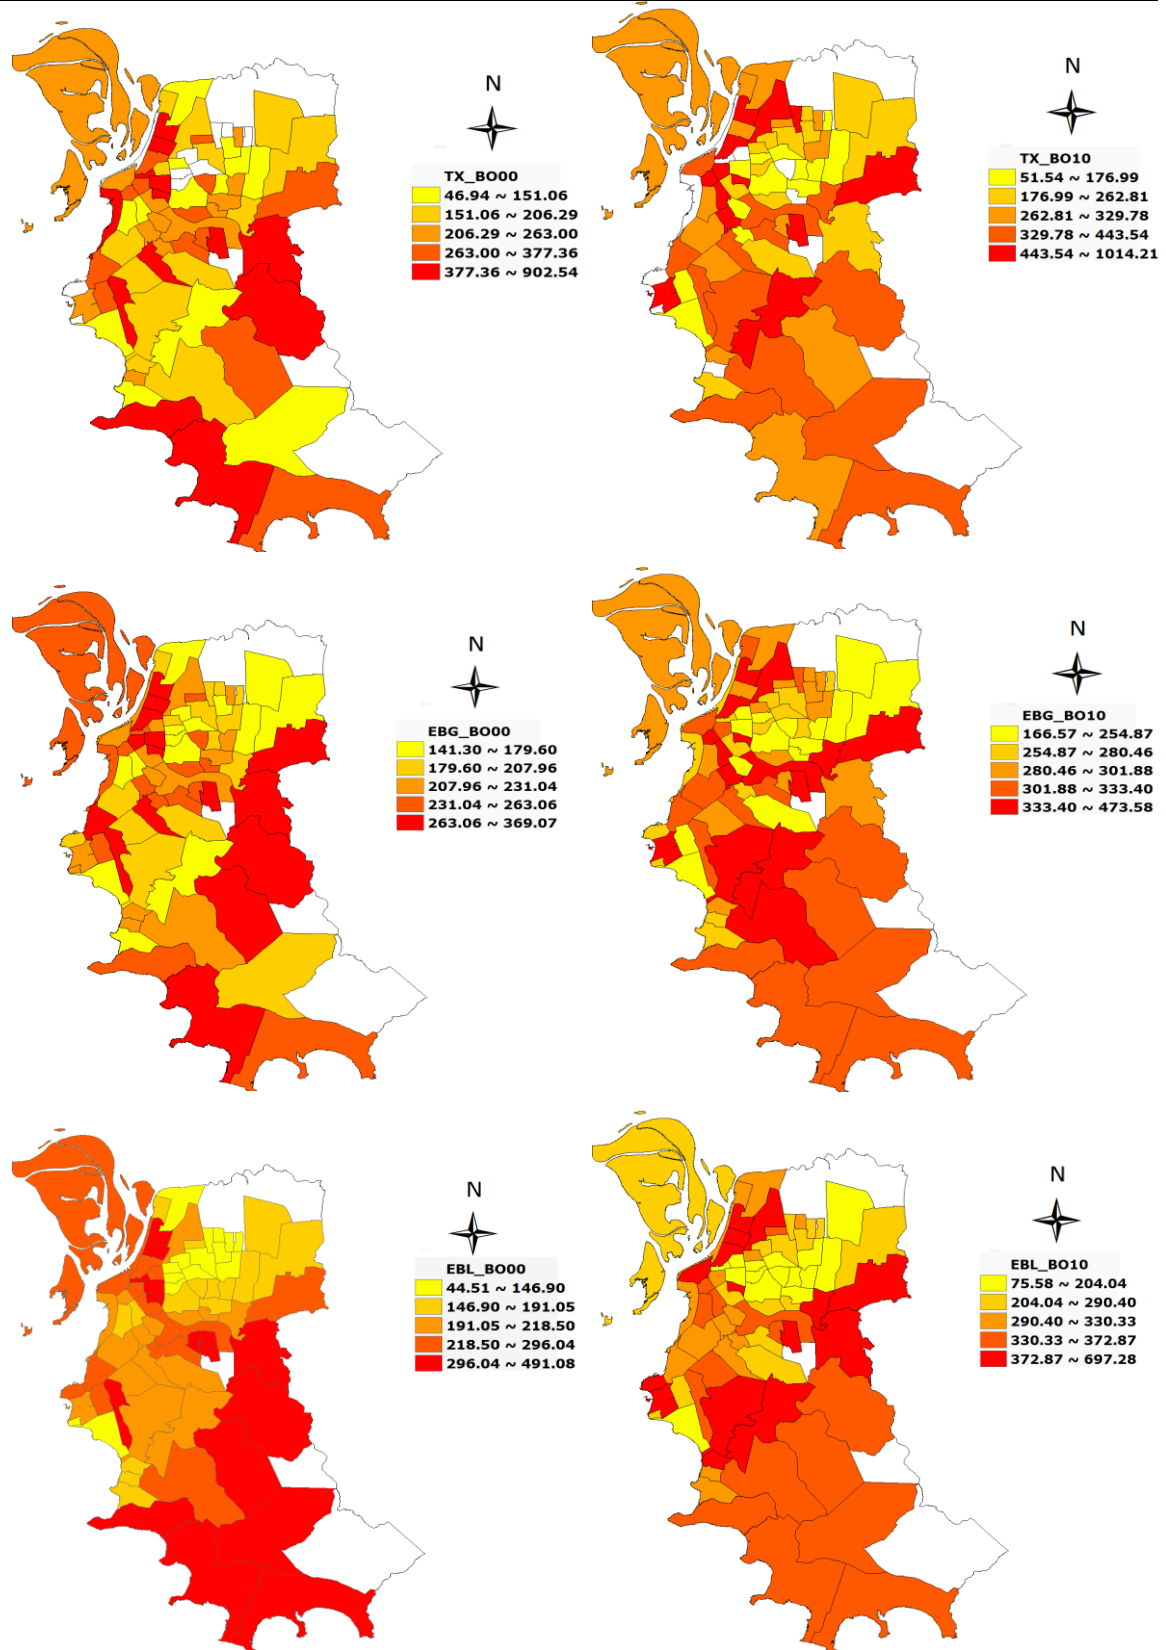 N
TX_BO00
46.94 ~ 151.06
151.06 ~ 206.29
206.29 ~ 263.00
263.00 ~ 377.36
377.36 ~ 902.54
N
TX_BO10
51.54 ~ 176.99
176.99 ~ 262.81
262.81 ~ 329.78
329.78 ~ 443.54
443.54 ~ 1014.21
N
EBG_BO00
141.30 ~ 179.60
179.60 ~ 207.96
207.96 ~ 231.04
231.04 ~ 263.06
263.06 ~ 369.07
N
EBG_BO10
166.57 ~ 254.87
254.87 ~ 280.46
280.46 ~ 301.88
301.88 ~ 333.40
333.40 ~ 473.58
N
EBL_BO00
44.51 ~ 146.90
146.90 ~ 191.05
191.05 ~ 218.50
218.50 ~ 296.04
296.04 ~ 491.08
N
EBL_BO10
75.58 ~ 204.04
204.04 ~ 290.40
290.40 ~ 330.33
330.33 ~ 372.87
372.87 ~ 697.28